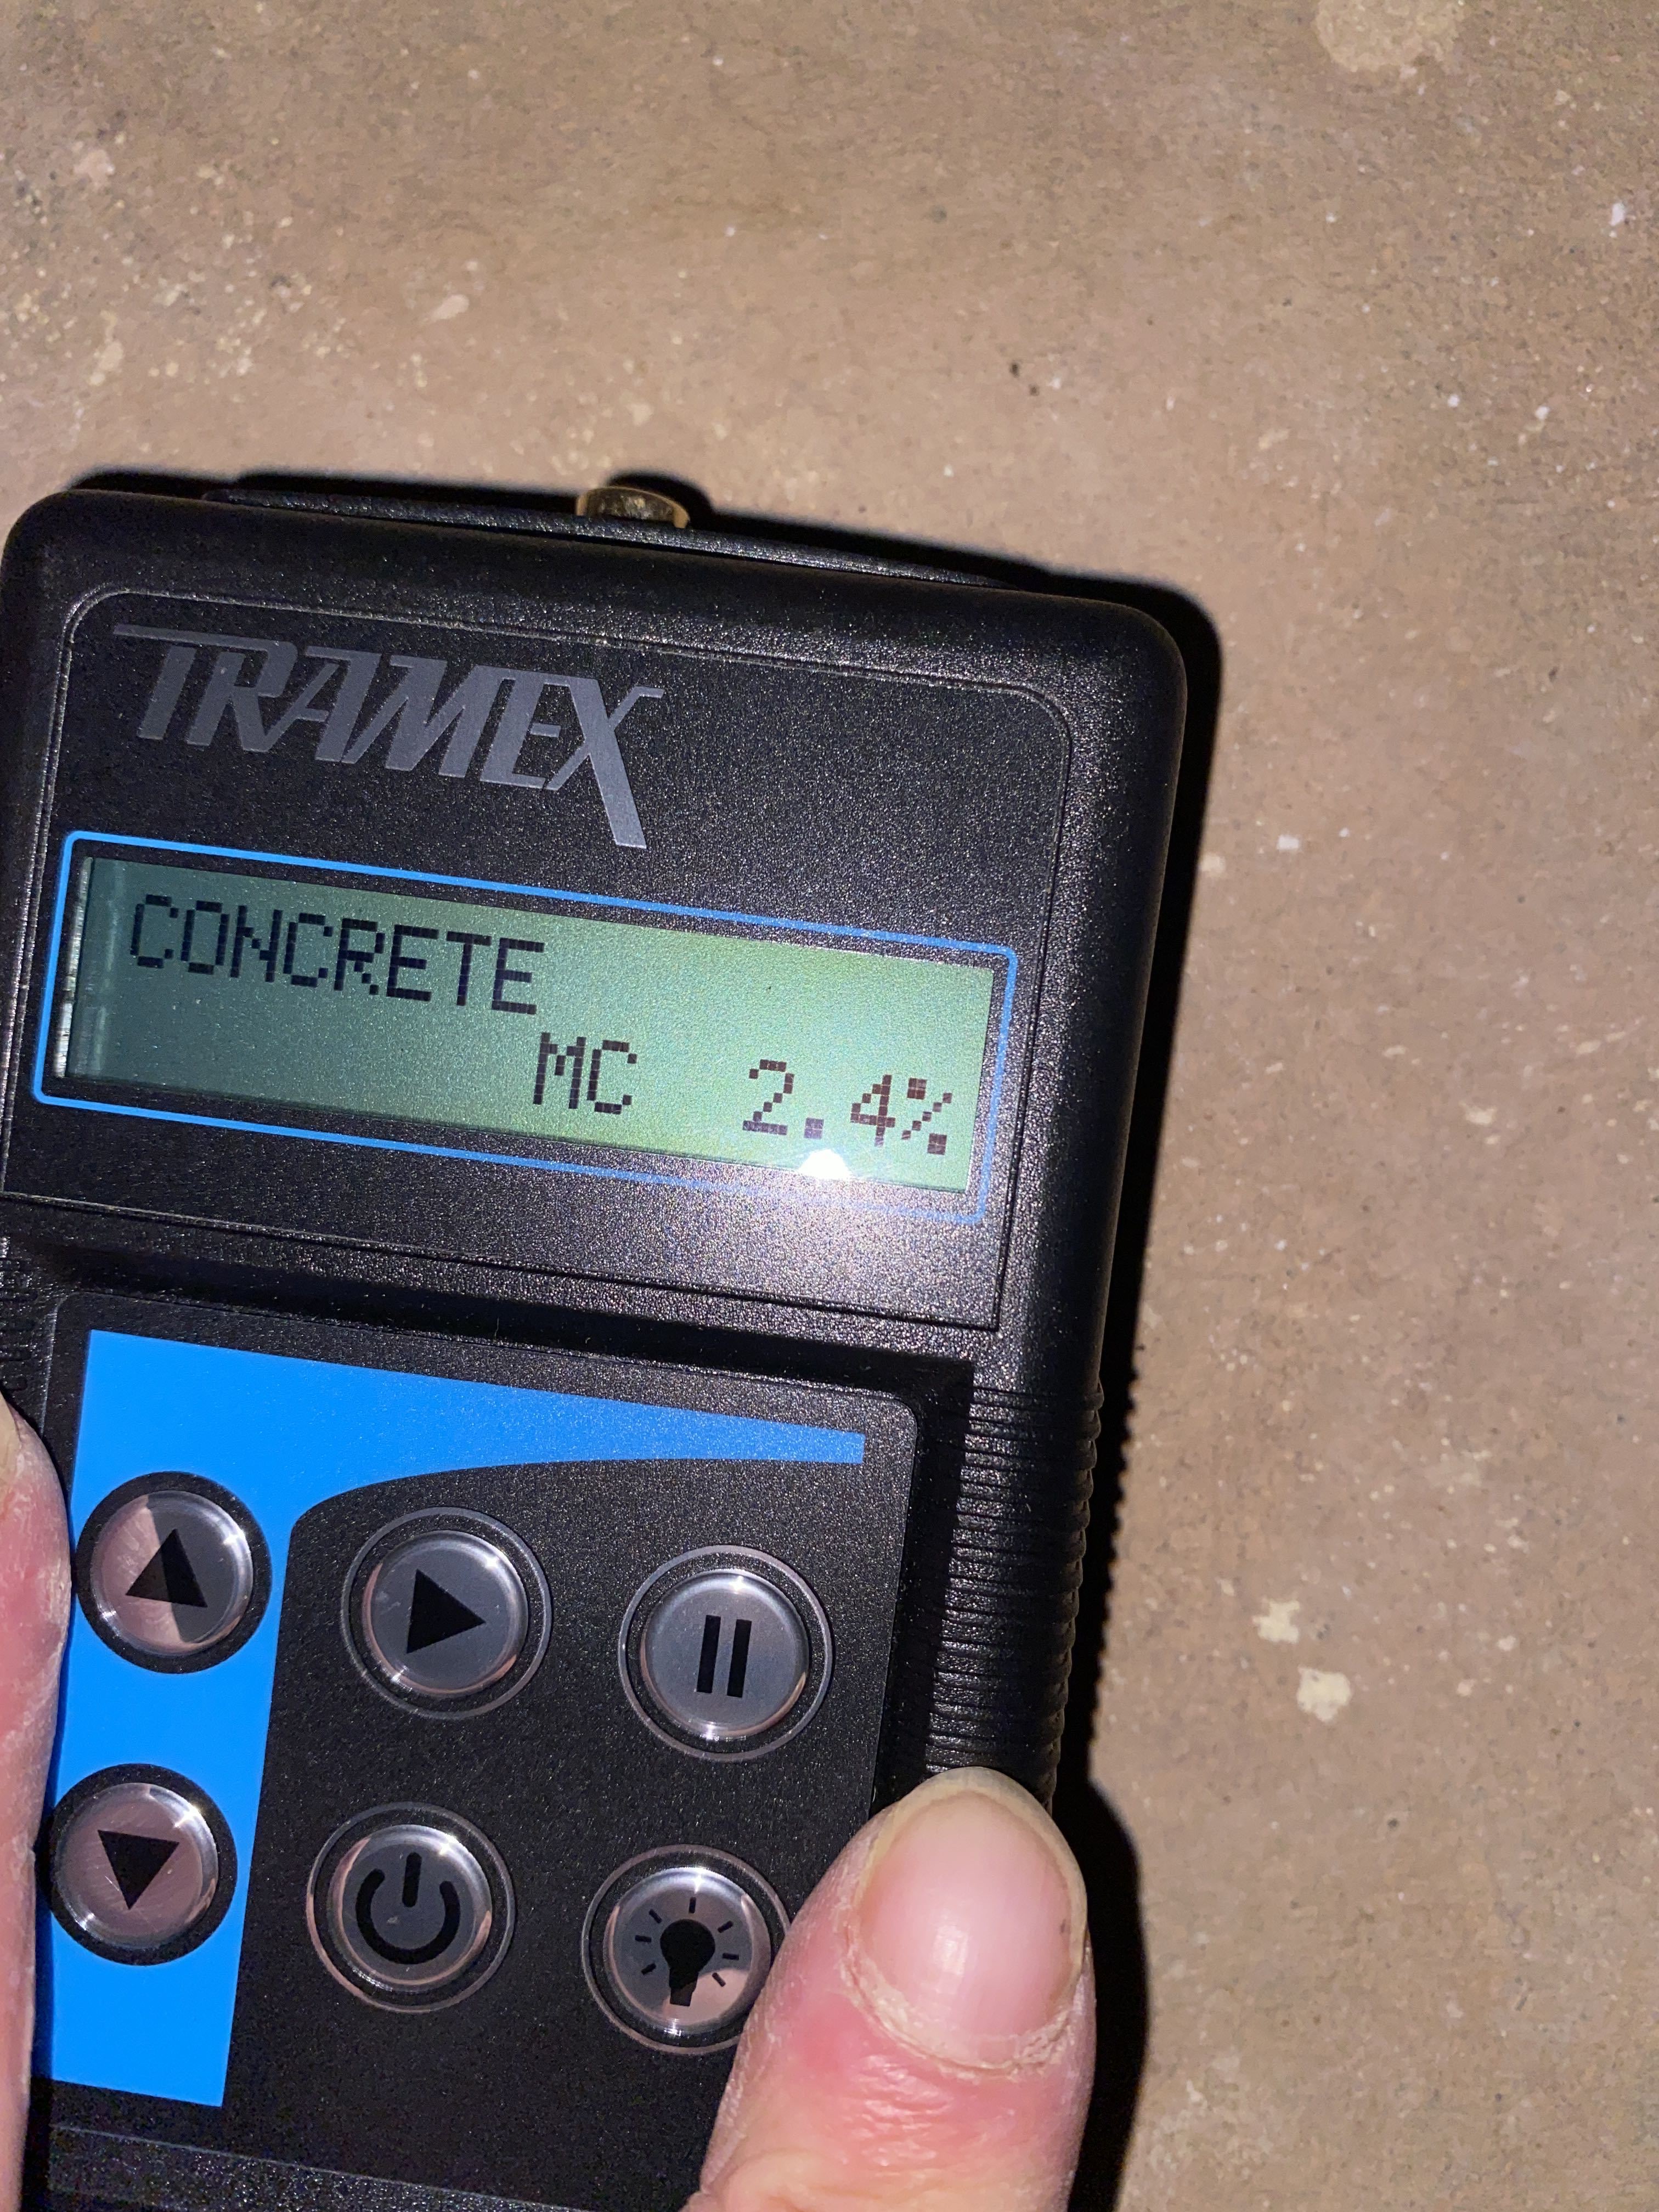 TRAMEX
CONCRETE
MC 2.4%